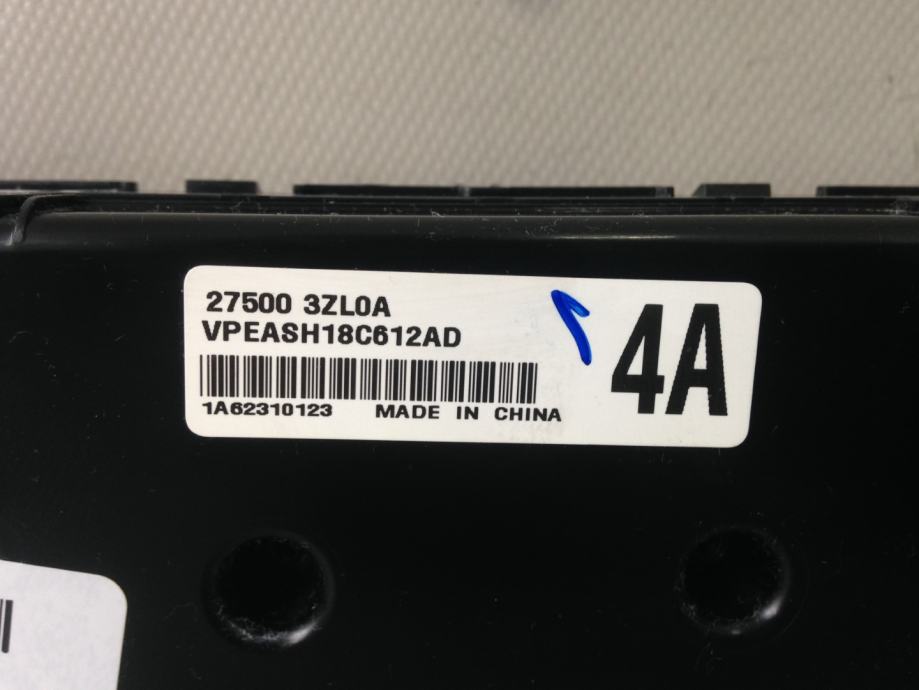 27500 3ZL0A
VPEASH18C612AD
1A62310123 MADE IN CHINA
4A